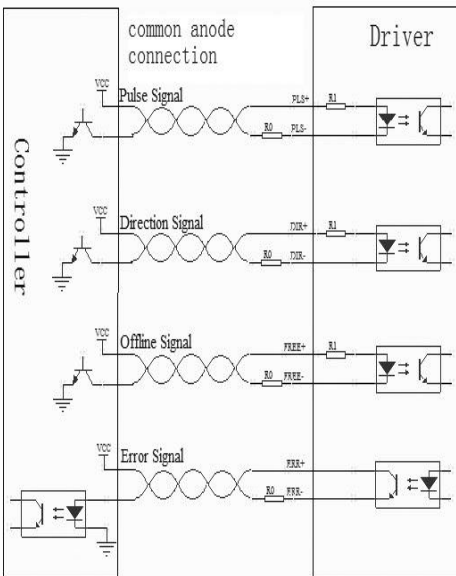 common anode
connection
Driver
Controller
VCC
Pulse Signal
PLS+
R1
R0
PLS-
VCC
Direction Signal
DIR+
R1
R0
DIR-
VCC
Offline Signal
FREE+
R1
R0
FREE-
VCC
Error Signal
ERR+
R0
ERR-